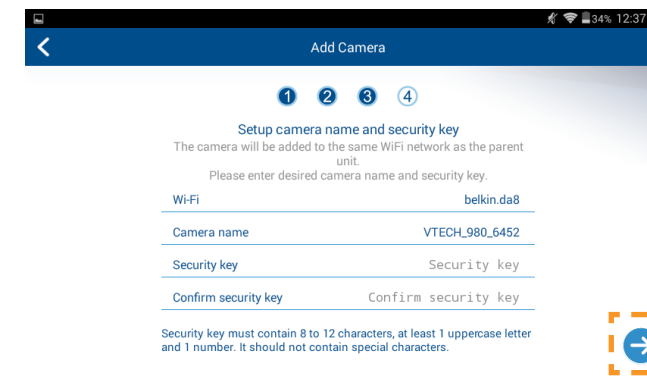 34% 12:37
Add Camera
1 2 3 4
Setup camera name and security key
The camera will be added to the same WiFi network as the parent
unit.
Please enter desired camera name and security key.
Wi-Fi belkin.da8
Camera name VTECH_980_6452
Security key Security key
Confirm security key Confirm security key
Security key must contain 8 to 12 characters, at least 1 uppercase letter
and 1 number. It should not contain special characters.